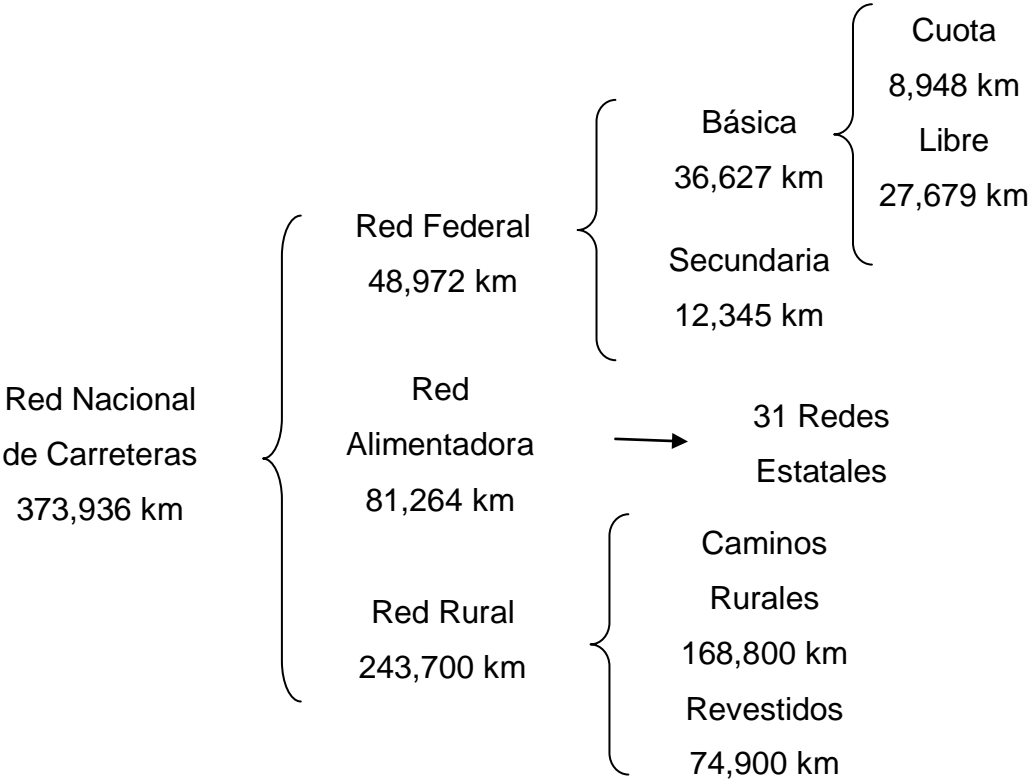 Red Nacional
de Carreteras
373,936 km
Red Federal
48,972 km
Básica
36,627 km
Cuota
8,948 km
Libre
27,679 km
Secundaria
12,345 km
Red
Alimentadora
81,264 km
31 Redes
Estatales
Red Rural
243,700 km
Caminos
Rurales
168,800 km
Revestidos
74,900 km